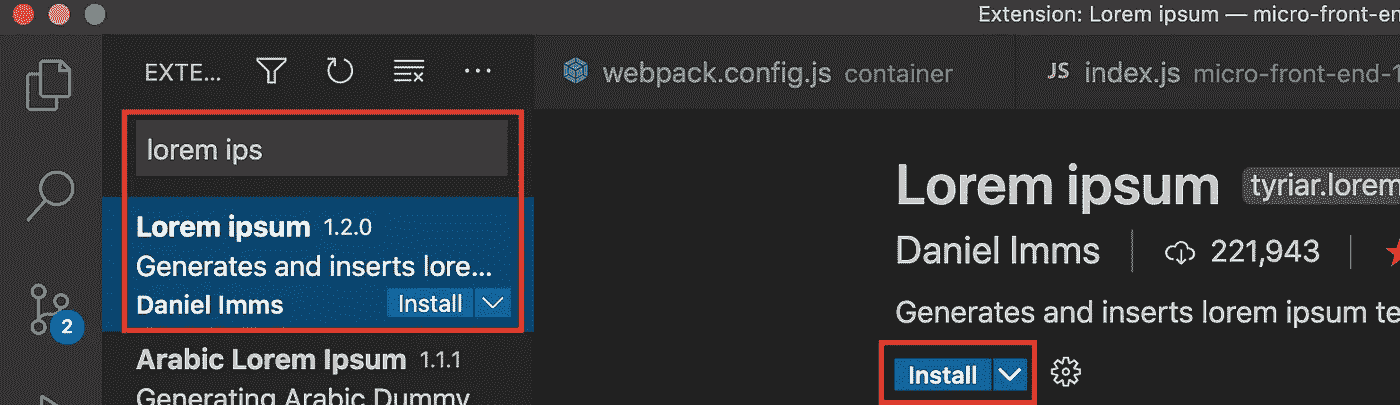 Extension: Lorem ipsum — micro-front-en
EXTE...
webpack.config.js container
JS index.js micro-front-end-1
lorem ips
Lorem ipsum 1.2.0
Generates and inserts lore...
Daniel Imms Install
Arabic Lorem Ipsum 1.1.1
Generating Arabic Dummy
2
Lorem ipsum tyriar.lorem
Daniel Imms 221,943
Generates and inserts lorem ipsum te
Install